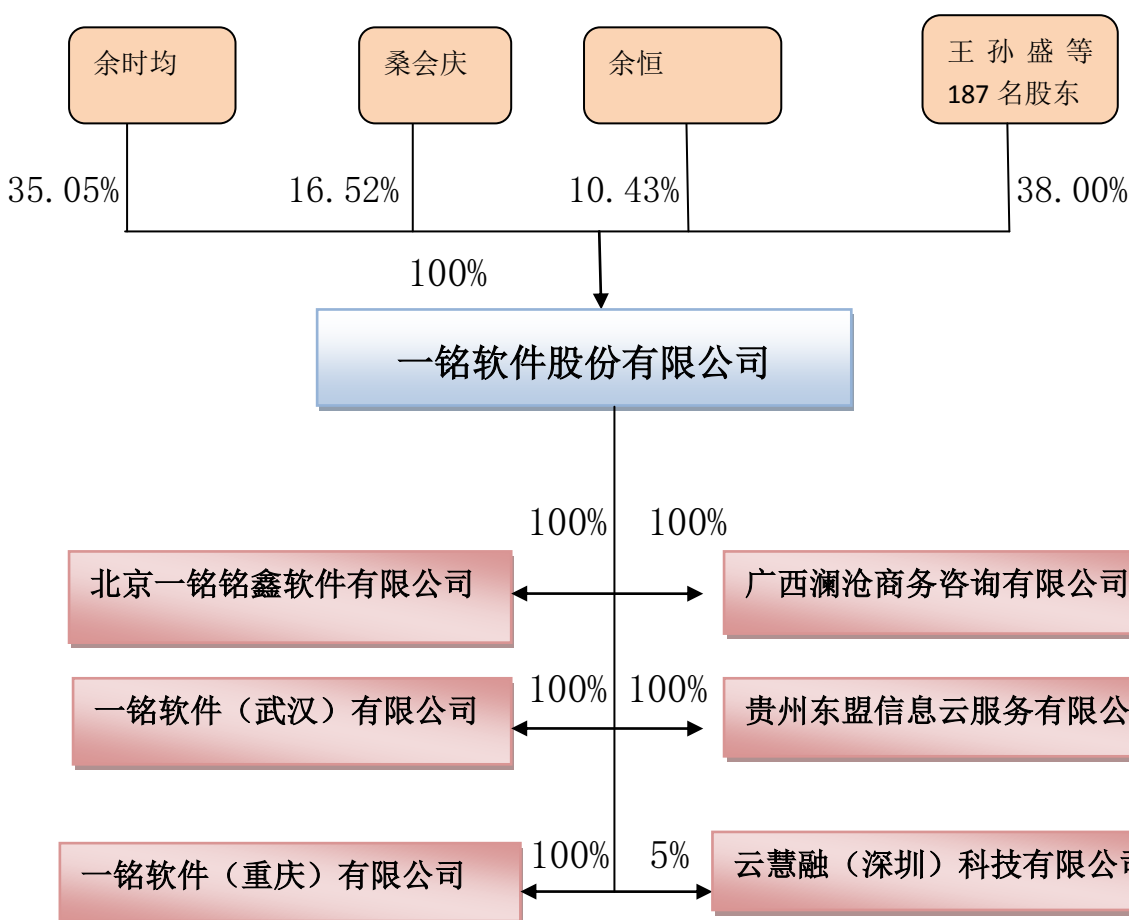 余时均
桑会庆
余恒
王孙盛等
187 名股东
35.05%
16.52%
10.43%
38.00%
100%
一铭软件股份有限公司
100%
100%
北京一铭铭鑫软件有限公司
广西澜沧商务咨询有限公司
100%
100%
一铭软件（武汉）有限公司
贵州东盟信息云服务有限公
100%
5%
一铭软件（重庆）有限公司
云慧融（深圳）科技有限公司